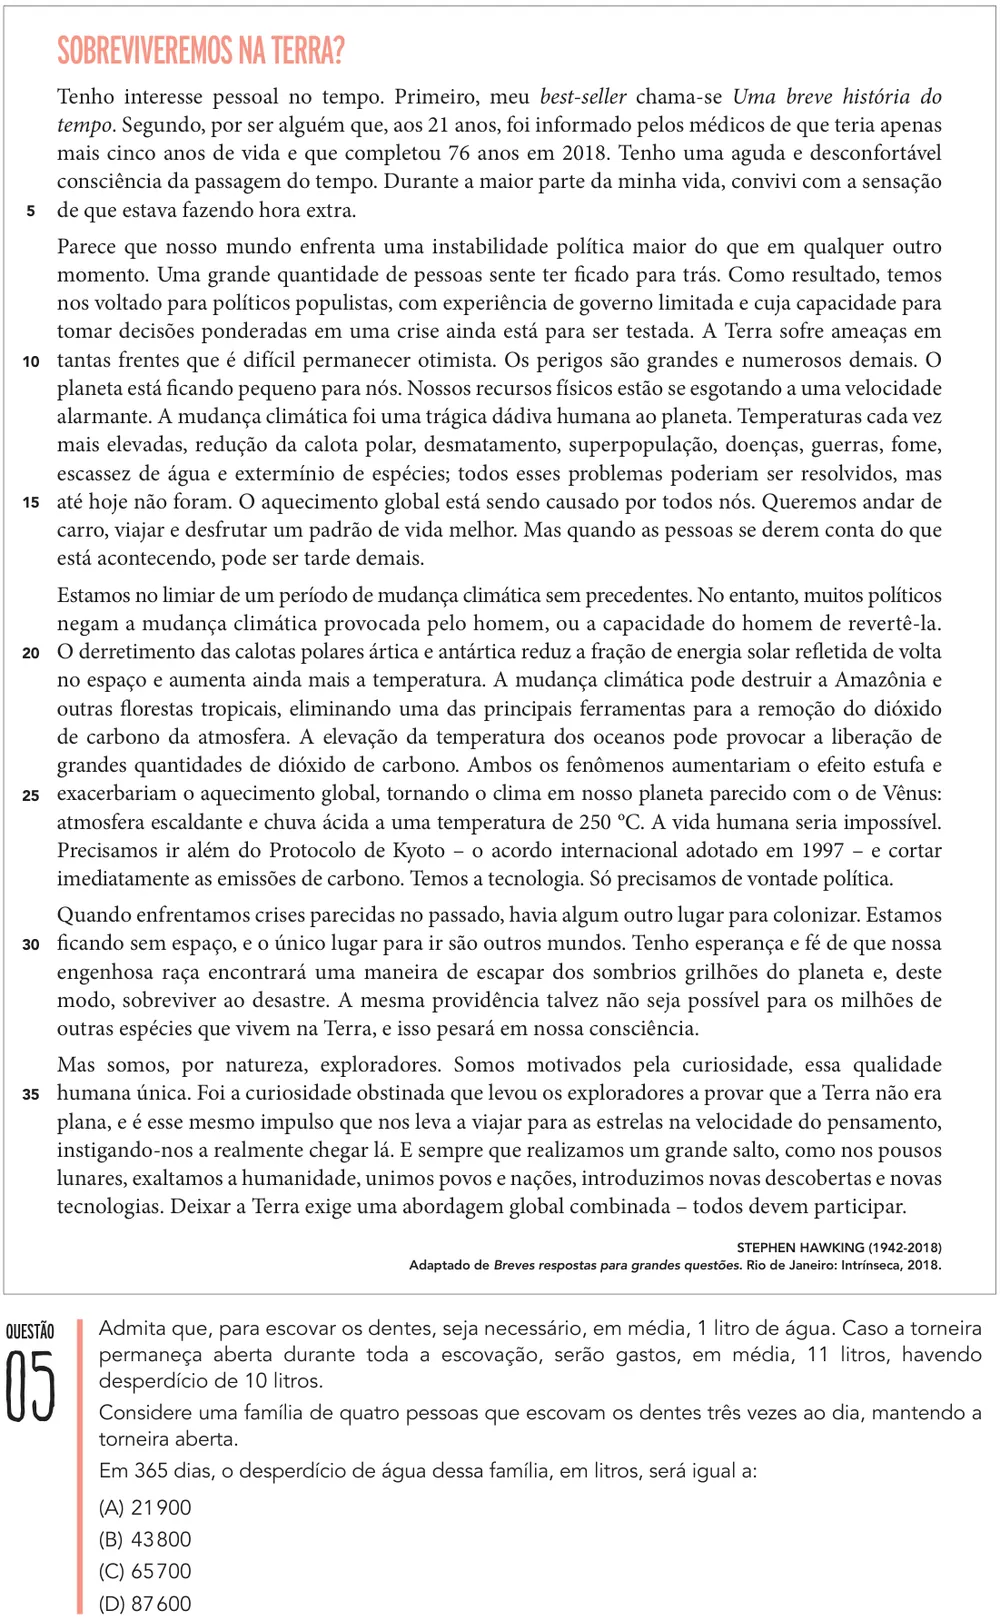 SOBREVIVEREMOS NA TERRA?
Tenho interesse pessoal no tempo. Primeiro, meu best-seller chama-se Uma breve história do
tempo. Segundo, por ser alguém que, aos 21 anos, foi informado pelos médicos de que teria apenas
mais cinco anos de vida e que completou 76 anos em 2018. Tenho uma aguda e desconfortável
consciência da passagem do tempo. Durante a maior parte da minha vida, convivi com a sensação
5 de que estava fazendo hora extra.
Parece que nosso mundo enfrenta uma instabilidade política maior do que em qualquer outro
momento. Uma grande quantidade de pessoas sente ter ficado para trás. Como resultado, temos
nos voltado para políticos populistas, com experiência de governo limitada e cuja capacidade para
tomar decisões ponderadas em uma crise ainda está para ser testada. A Terra sofre ameaças em
10 tantas frentes que é difícil permanecer otimista. Os perigos são grandes e numerosos demais. O
planeta está ficando pequeno para nós. Nossos recursos físicos estão se esgotando a uma velocidade
alarmante. A mudança climática foi uma trágica dádiva humana ao planeta. Temperaturas cada vez
mais elevadas, redução da calota polar, desmatamento, superpopulação, doenças, guerras, fome,
escassez de água e extermínio de espécies; todos esses problemas poderiam ser resolvidos, mas
15 até hoje não foram. O aquecimento global está sendo causado por todos nós. Queremos andar de
carro, viajar e desfrutar um padrão de vida melhor. Mas quando as pessoas se derem conta do que
está acontecendo, pode ser tarde demais.
Estamos no limiar de um período de mudança climática sem precedentes. No entanto, muitos políticos
negam a mudança climática provocada pelo homem, ou a capacidade do homem de revertê-la.
20 O derretimento das calotas polares ártica e antártica reduz a fração de energia solar refletida de volta
no espaço e aumenta ainda mais a temperatura. A mudança climática pode destruir a Amazônia e
outras florestas tropicais, eliminando uma das principais ferramentas para a remoção do dióxido
de carbono da atmosfera. A elevação da temperatura dos oceanos pode provocar a liberação de
grandes quantidades de dióxido de carbono. Ambos os fenômenos aumentariam o efeito estufa e
25 exacerbariam o aquecimento global, tornando o clima em nosso planeta parecido com o de Vênus:
atmosfera escaldante e chuva ácida a uma temperatura de 250 ºC. A vida humana seria impossível.
Precisamos ir além do Protocolo de Kyoto – o acordo internacional adotado em 1997 – e cortar
imediatamente as emissões de carbono. Temos a tecnologia. Só precisamos de vontade política.
Quando enfrentamos crises parecidas no passado, havia algum outro lugar para colonizar. Estamos
30 ficando sem espaço, e o único lugar para ir são outros mundos. Tenho esperança e fé de que nossa
engenhosa raça encontrará uma maneira de escapar dos sombrios grilhões do planeta e, deste
modo, sobreviver ao desastre. A mesma providência talvez não seja possível para os milhões de
outras espécies que vivem na Terra, e isso pesará em nossa consciência.
Mas somos, por natureza, exploradores. Somos motivados pela curiosidade, essa qualidade
35 humana única. Foi a curiosidade obstinada que levou os exploradores a provar que a Terra não era
plana, e é esse mesmo impulso que nos leva a viajar para as estrelas na velocidade do pensamento,
instigando-nos a realmente chegar lá. E sempre que realizamos um grande salto, como nos pousos
lunares, exaltamos a humanidade, unimos povos e nações, introduzimos novas descobertas e novas
tecnologias. Deixar a Terra exige uma abordagem global combinada – todos devem participar.
STEPHEN HAWKING (1942-2018)
Adaptado de Breves respostas para grandes questões. Rio de Janeiro: Intrínseca, 2018.
QUESTÃO
05
Admita que, para escovar os dentes, seja necessário, em média, 1 litro de água. Caso a torneira
permaneça aberta durante toda a escovação, serão gastos, em média, 11 litros, havendo
desperdício de 10 litros.
Considere uma família de quatro pessoas que escovam os dentes três vezes ao dia, mantendo a
torneira aberta.
Em 365 dias, o desperdício de água dessa família, em litros, será igual a:
(A) 21900
(B) 43800
(C) 65700
(D) 87600